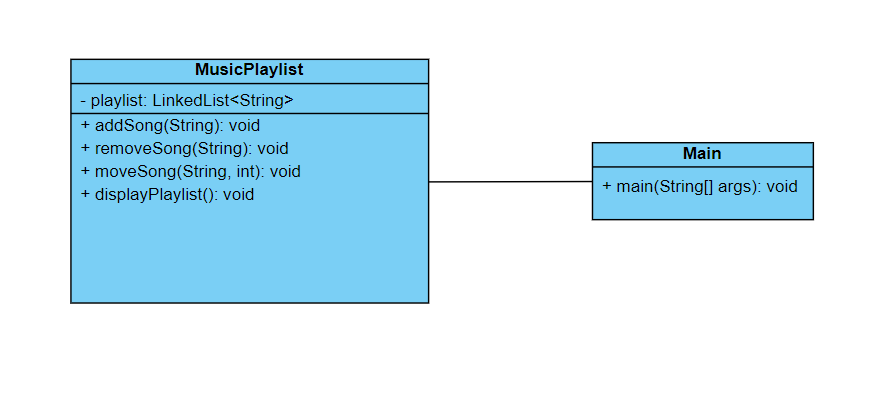 MusicPlaylist
- playlist: LinkedList<String>
+ addSong(String): void
+ removeSong(String): void
+ moveSong(String, int): void
+ displayPlaylist(): void
Main
+ main(String[] args): void